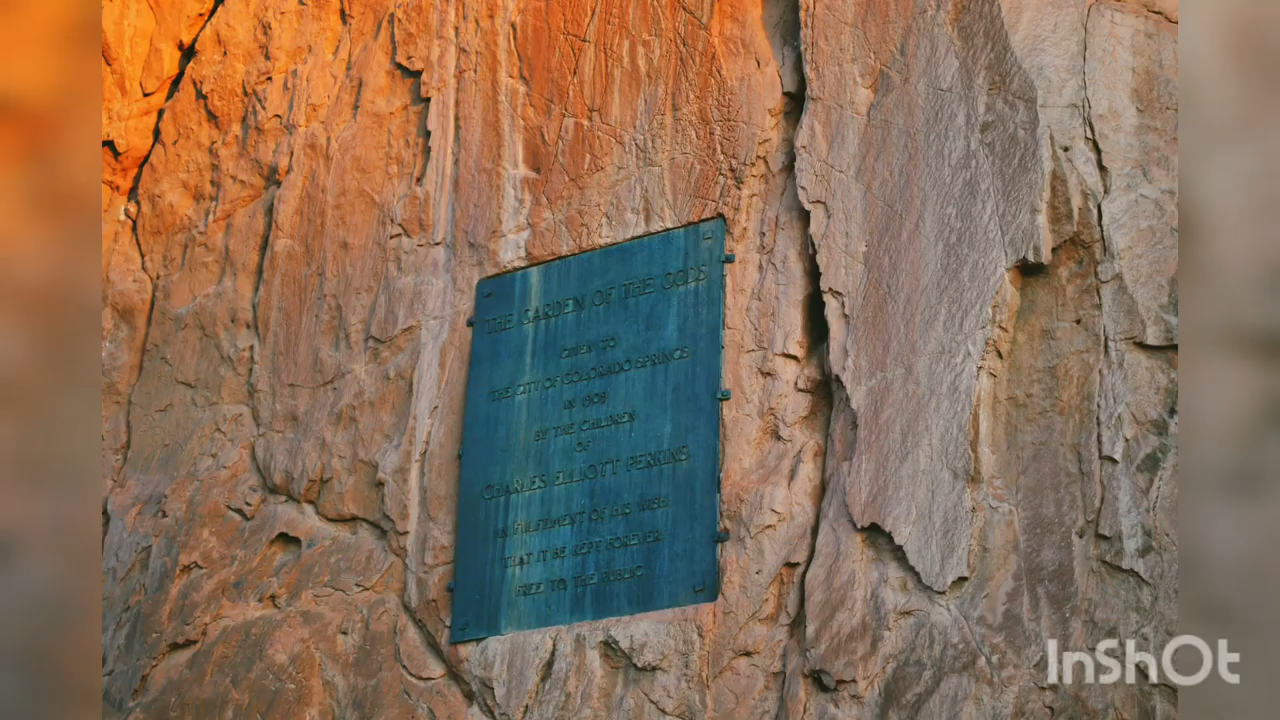 THE GARDEN OF THE GODS
GIVEN TO
THE CITY OF COLORADO SPRINGS
IN 1909
BY THE CHILDREN
OF
CHARLES ELLIOTT PERKINS
IN FULFILMENT OF HIS WISH
THAT IT BE KEPT FOREVER
FREE TO THE PUBLIC
InShOt